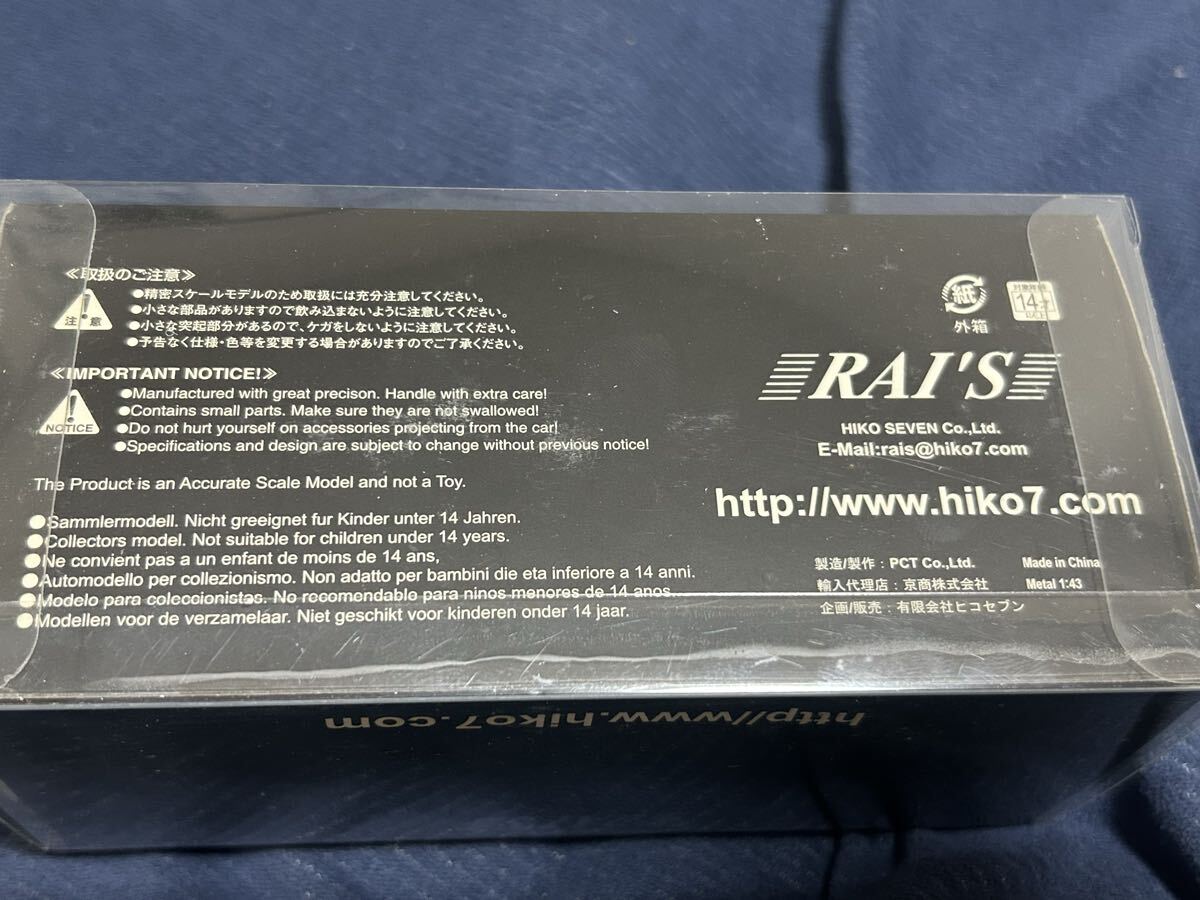 ≪取扱のご注意≫
注意
●精密スケールモデルのため取扱には充分注意してください。
●小さな部品がありますので飲み込まないように注意してください。
●小さな突起部分があるので、ケガをしないように注意してください。
●予告なく仕様・色等を変更する場合がありますのでご了承ください。
≪IMPORTANT NOTICE!≫
NOTICE
●Manufactured with great precison. Handle with extra care!
●Contains small parts. Make sure they are not swallowed!
●Do not hurt yourself on accessories projecting from the car!
●Specifications and design are subject to change without previous notice!
The Product is an Accurate Scale Model and not a Toy.
●Sammlermodell. Nicht greeignet fur Kinder unter 14 Jahren.
●Collectors model. Not suitable for children under 14 years.
●Ne convient pas a un enfant de moins de 14 ans,
●Automodello per collezionismo. Non adatto per bambini die eta inferiore a 14 anni.
●Modelo para coleccionistas. No recomendable para ninos menores de 14 anos.
●Modellen voor de verzamelaar. Niet geschikt voor kinderen onder 14 jaar.
紙
外箱
対象年齢
14+
RAI'S
HIKO SEVEN Co.,Ltd.
E-Mail:rais@hiko7.com
http://www.hiko7.com
製造/製作：PCT Co.,Ltd. Made in China
輸入代理店：京商株式会社 Metal 1:43
企画/販売：有限会社ヒコセブン
http//www.hiko7.com